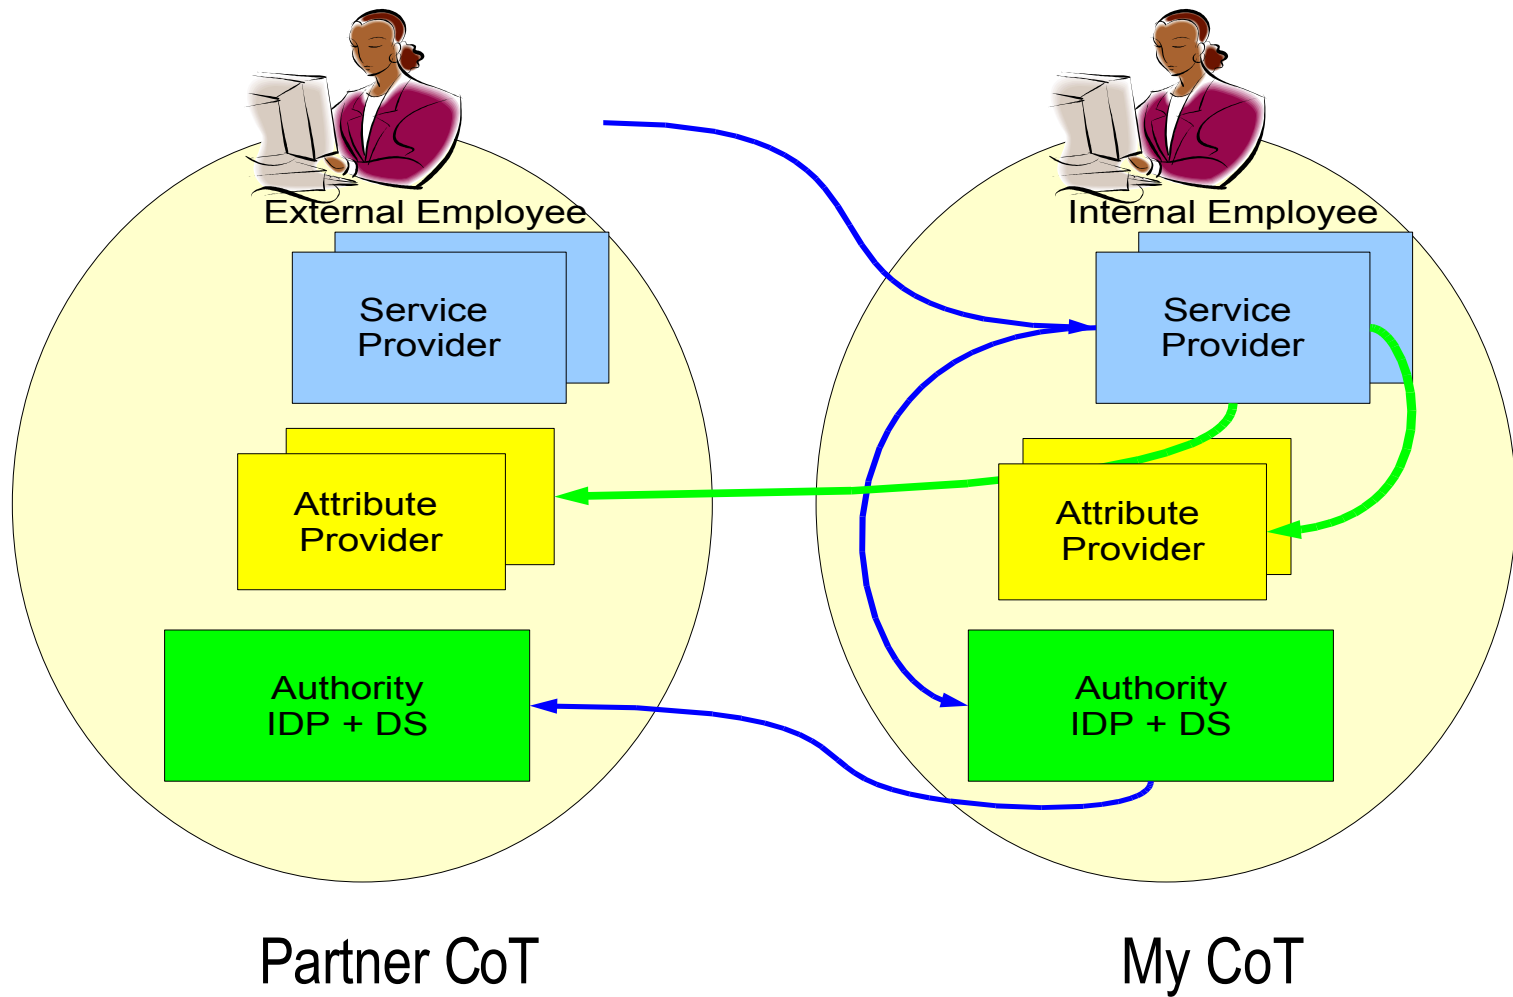 External Employee
Service
Provider
Attribute
Provider
Authority
IDP + DS
Partner CoT
Internal Employee
Service
Provider
Attribute
Provider
Authority
IDP + DS
My CoT